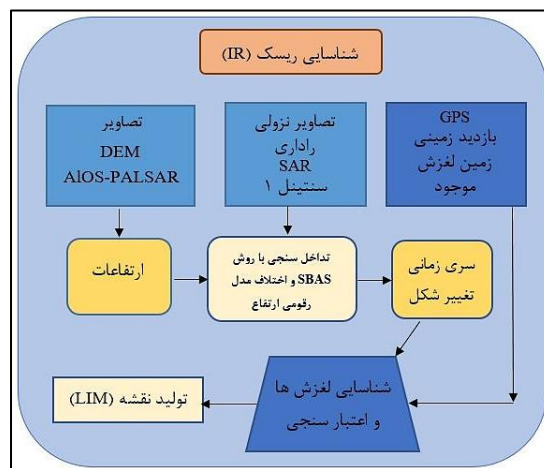 شناسایی ریسک (IR)
GPS
بازدید زمینی
زمین لغزش
موجود
تصاویر نزولی
راداری
SAR
سنتینل ۱
تصاویر
DEM
AlOS-PALSAR
ارتفاعات
تداخل سنجی با روش
SBAS و اختلاف مدل
رقومی ارتفاع
سری زمانی
تغییر شکل
شناسایی لغزش ها
و اعتبار سنجی
تولید نقشه (LIM)